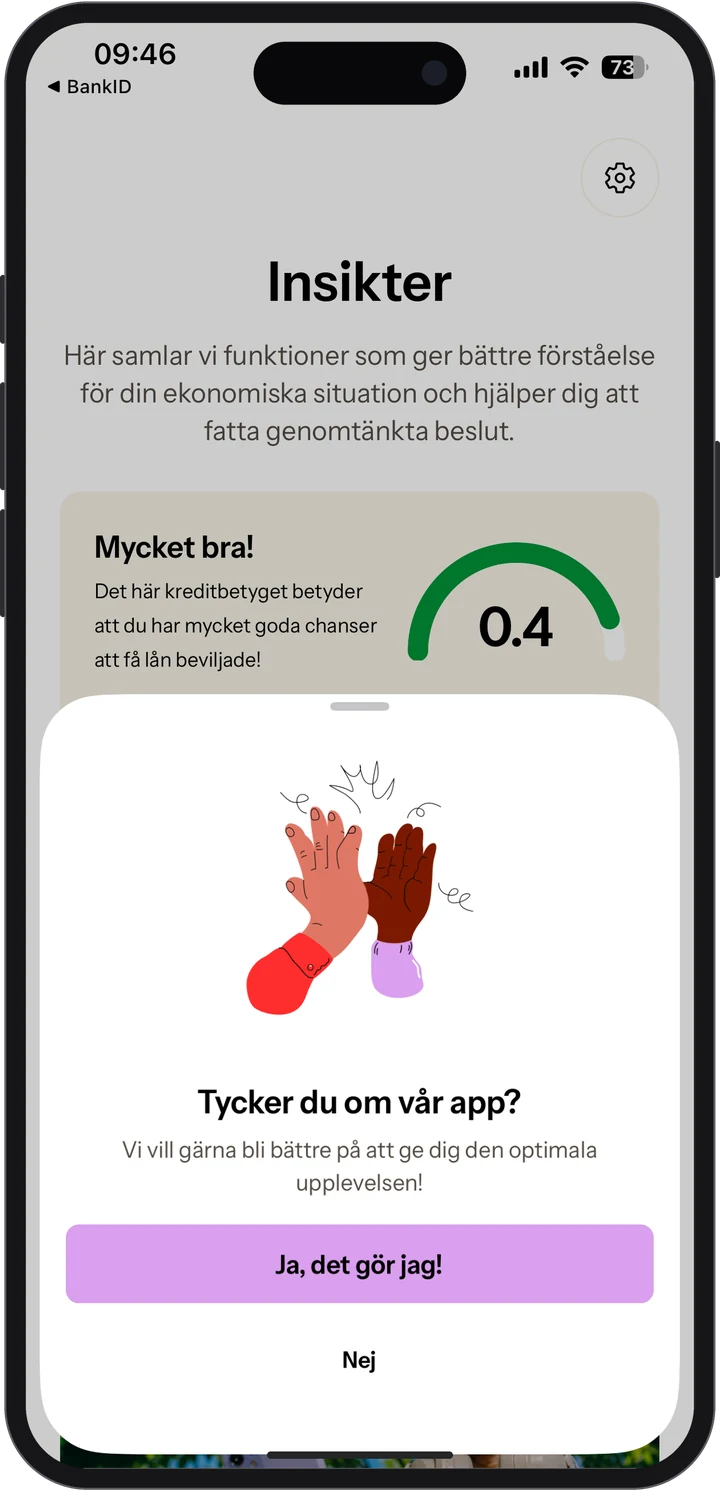 09:46
73
◀ BankID
Insikter
Här samlar vi funktioner som ger bättre förståelse
för din ekonomiska situation och hjälper dig att
fatta genomtänkta beslut.
Mycket bra!
Det här kreditbetyget betyder
att du har mycket goda chanser
att få lån beviljade!
0.4
Tycker du om vår app?
Vi vill gärna bli bättre på att ge dig den optimala
upplevelsen!
Ja, det gör jag!
Nej